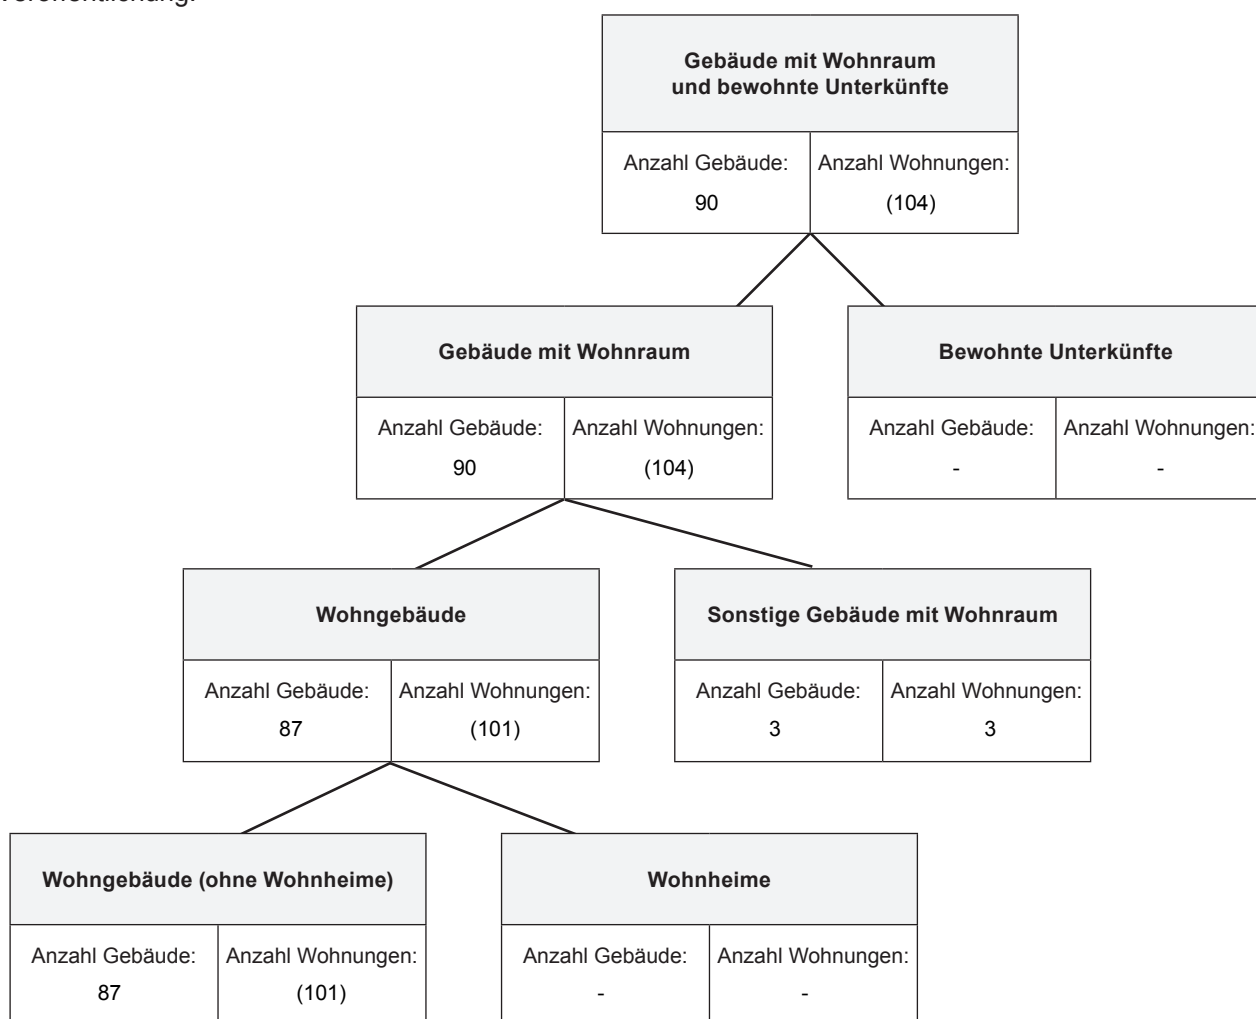 Veröffentlichung.
Gebäude mit Wohnraum
und bewohnte Unterkünfte
Anzahl Gebäude: Anzahl Wohnungen:
90 (104)
Gebäude mit Wohnraum
Bewohnte Unterkünfte
Anzahl Gebäude: Anzahl Wohnungen:
90 (104)
Anzahl Gebäude: Anzahl Wohnungen:
- -
Wohngebäude
Sonstige Gebäude mit Wohnraum
Anzahl Gebäude: Anzahl Wohnungen:
87 (101)
Anzahl Gebäude: Anzahl Wohnungen:
3 3
Wohngebäude (ohne Wohnheime)
Wohnheime
Anzahl Gebäude: Anzahl Wohnungen:
87 (101)
Anzahl Gebäude: Anzahl Wohnungen:
- -